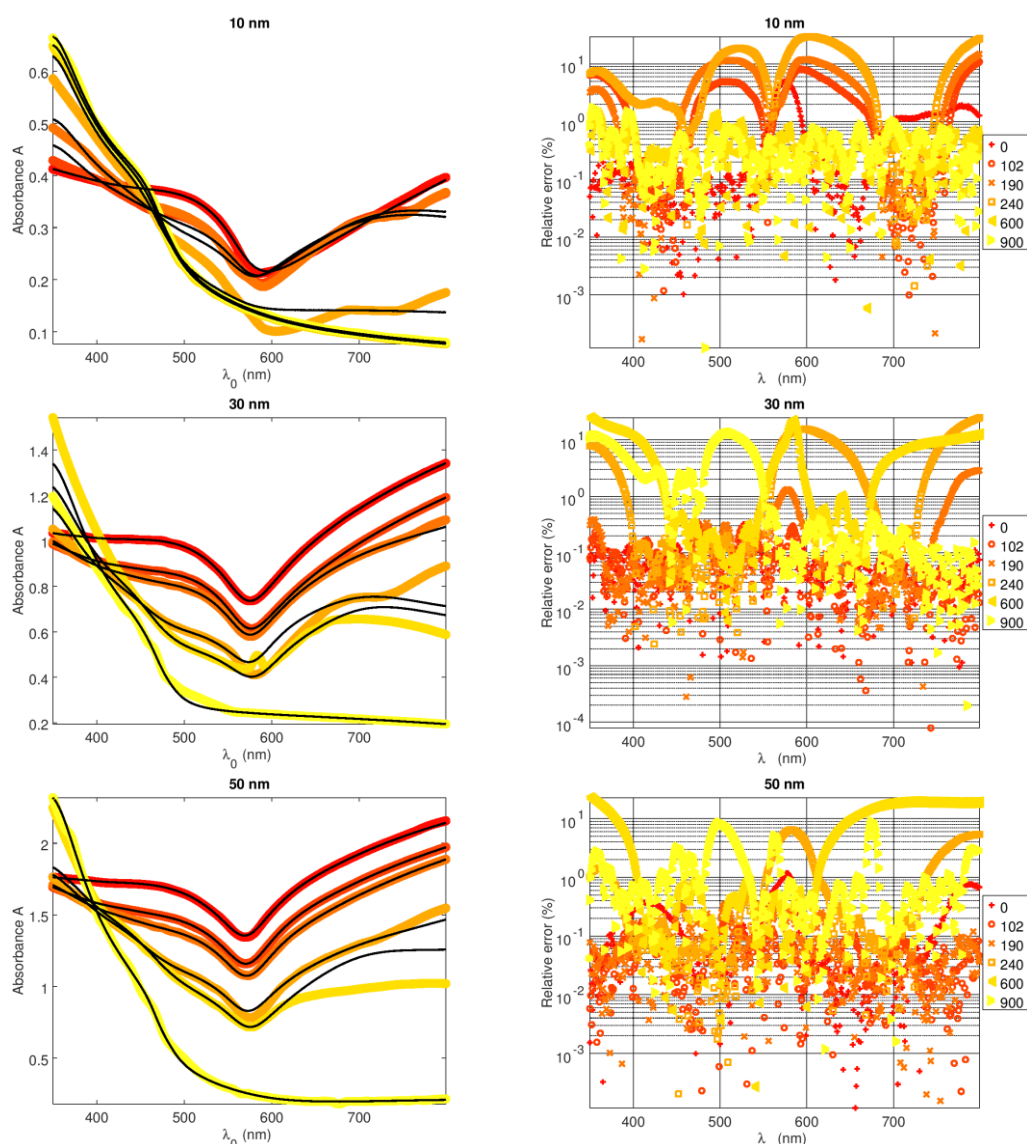 10 nm
0.6
0.5
0.4
0.3
0.2
0.1
Absorbance A
400 500 600 700
λ0 (nm)
10 nm
10^1
10^0
10^-1
10^-2
10^-3
Relative error (%)
400 500 600 700
λ (nm)
0
102
190
240
600
900
30 nm
1.4
1.2
1
0.8
0.6
0.4
0.2
Absorbance A
400 500 600 700
λ0 (nm)
30 nm
10^1
10^0
10^-1
10^-2
10^-3
10^-4
Relative error (%)
400 500 600 700
λ (nm)
0
102
190
240
600
900
50 nm
2
1.5
1
0.5
Absorbance A
400 500 600 700
λ0 (nm)
50 nm
10^1
10^0
10^-1
10^-2
10^-3
Relative error (%)
400 500 600 700
λ (nm)
0
102
190
240
600
900